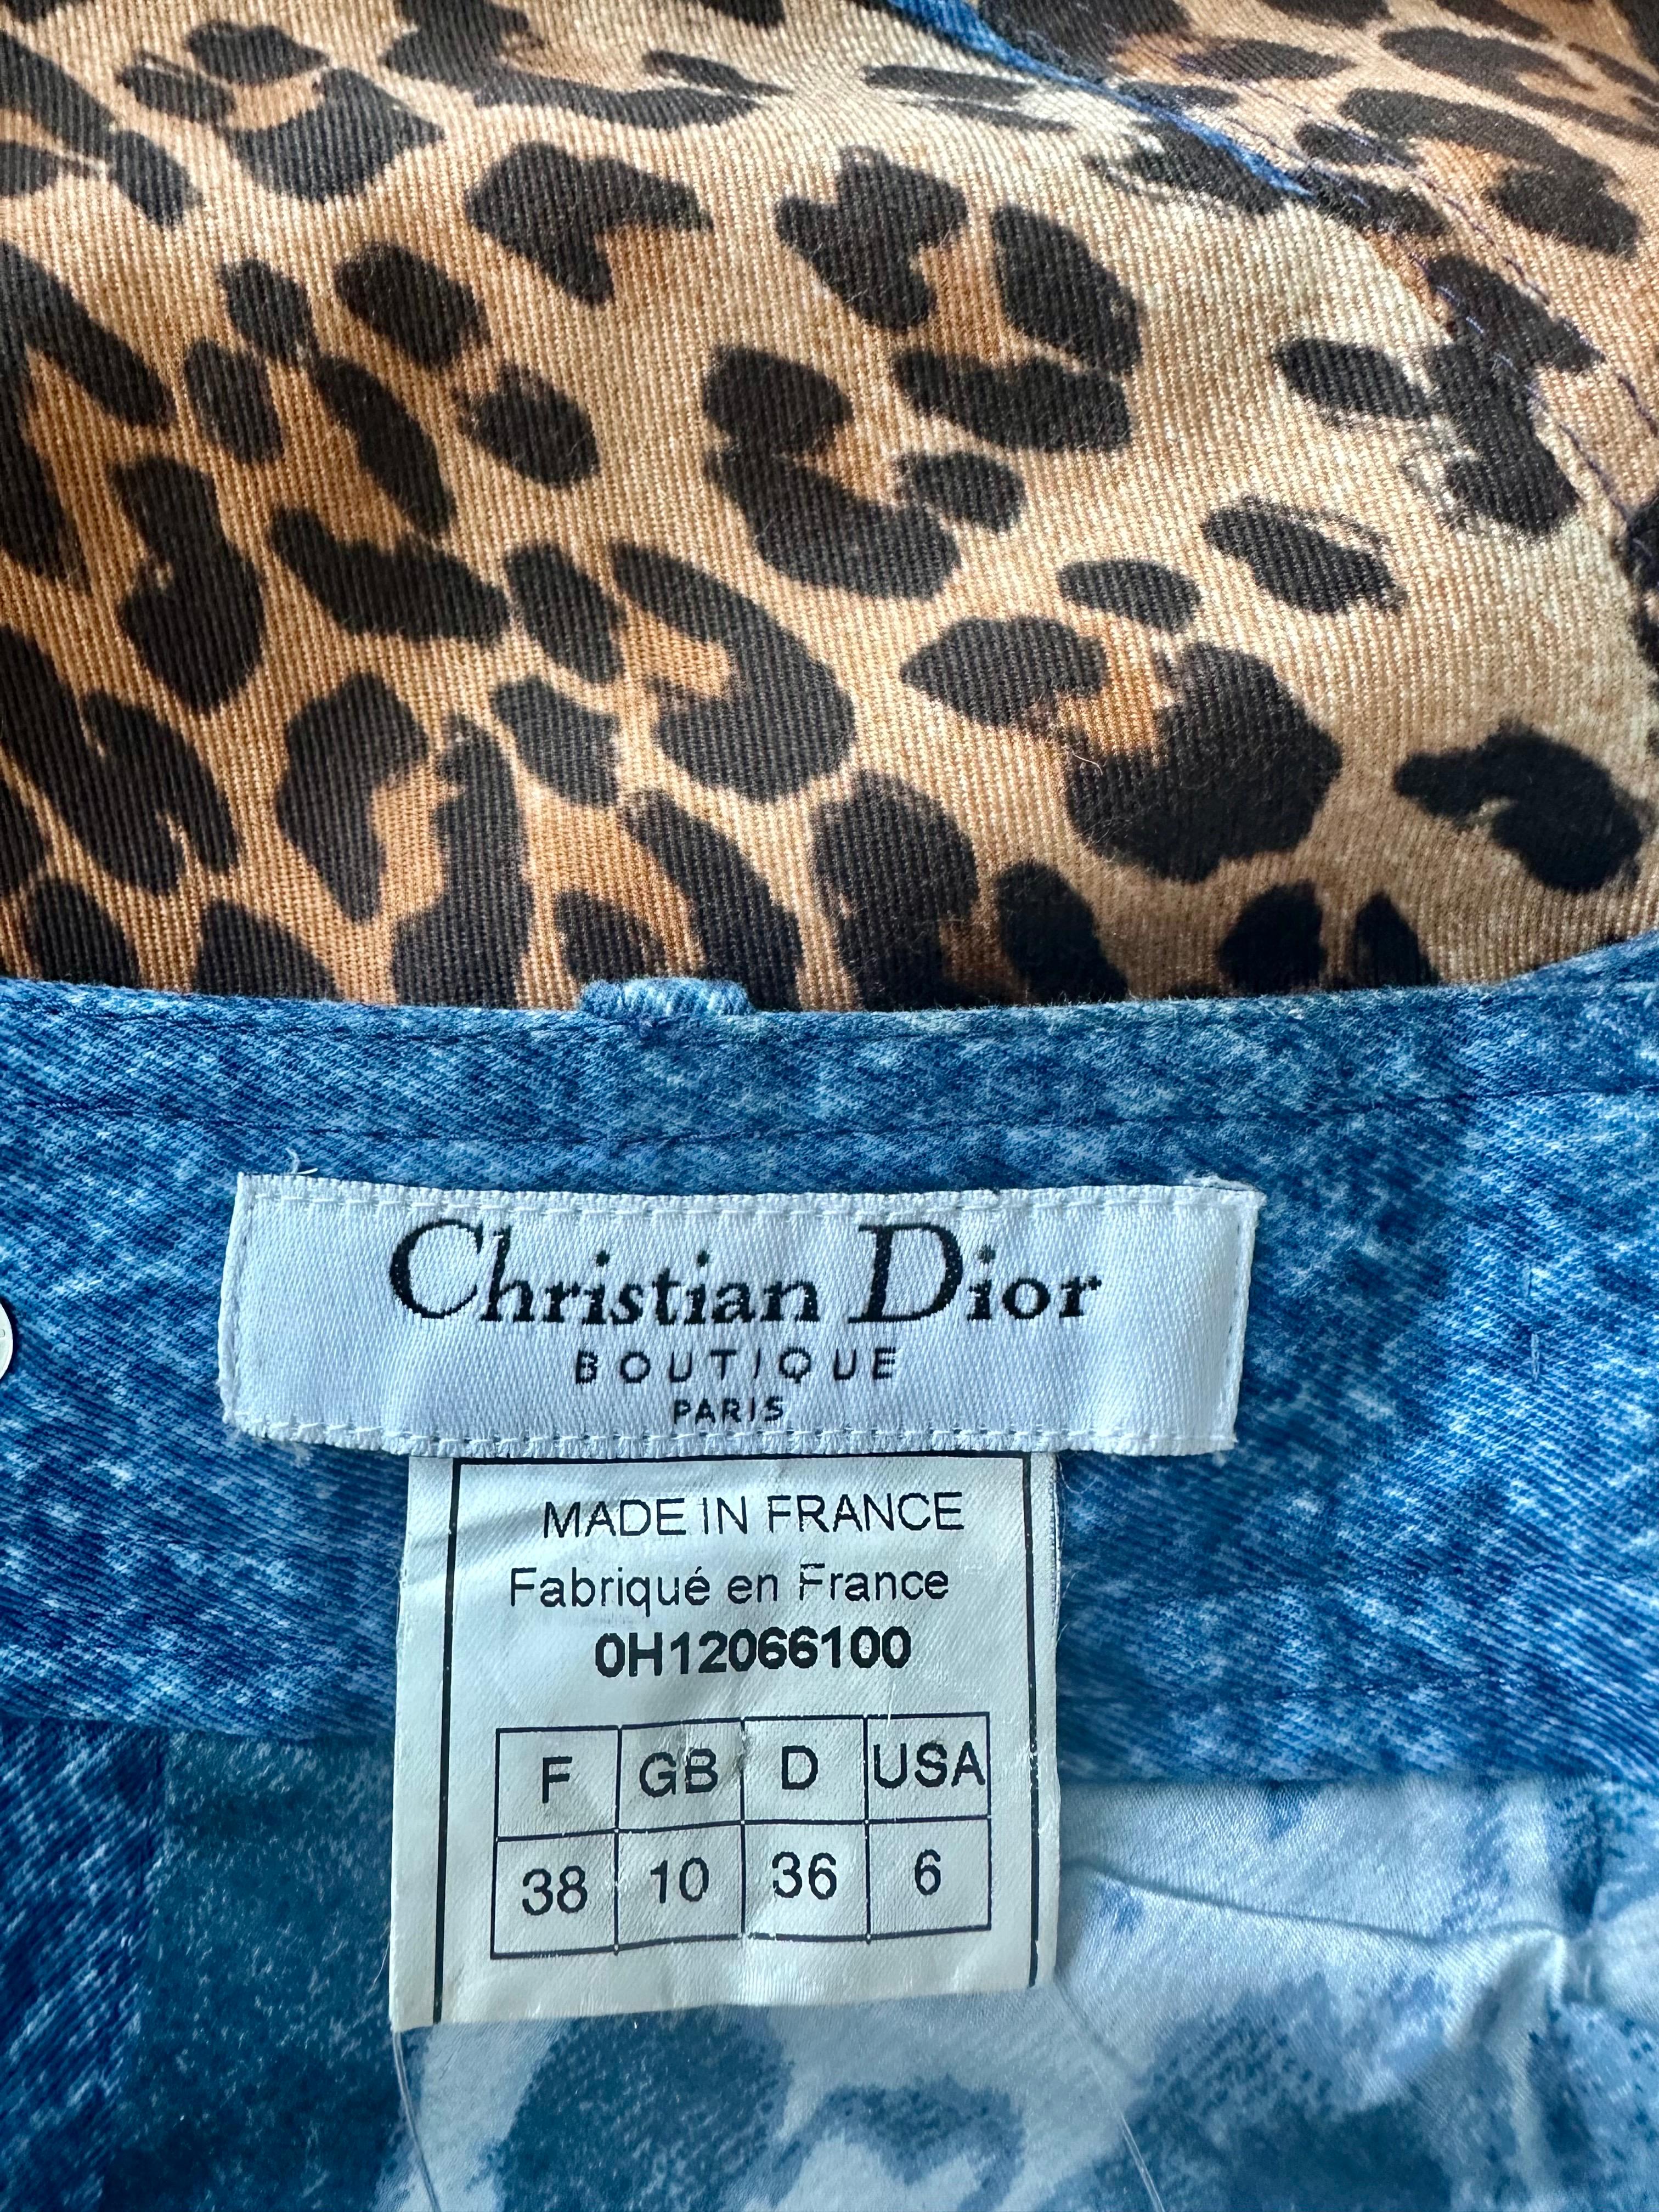 Christian Dior
BOUTIQUE
PARIS
MADE IN FRANCE
Fabriqué en France
0H12066100
F GB D USA
38 10 36 6